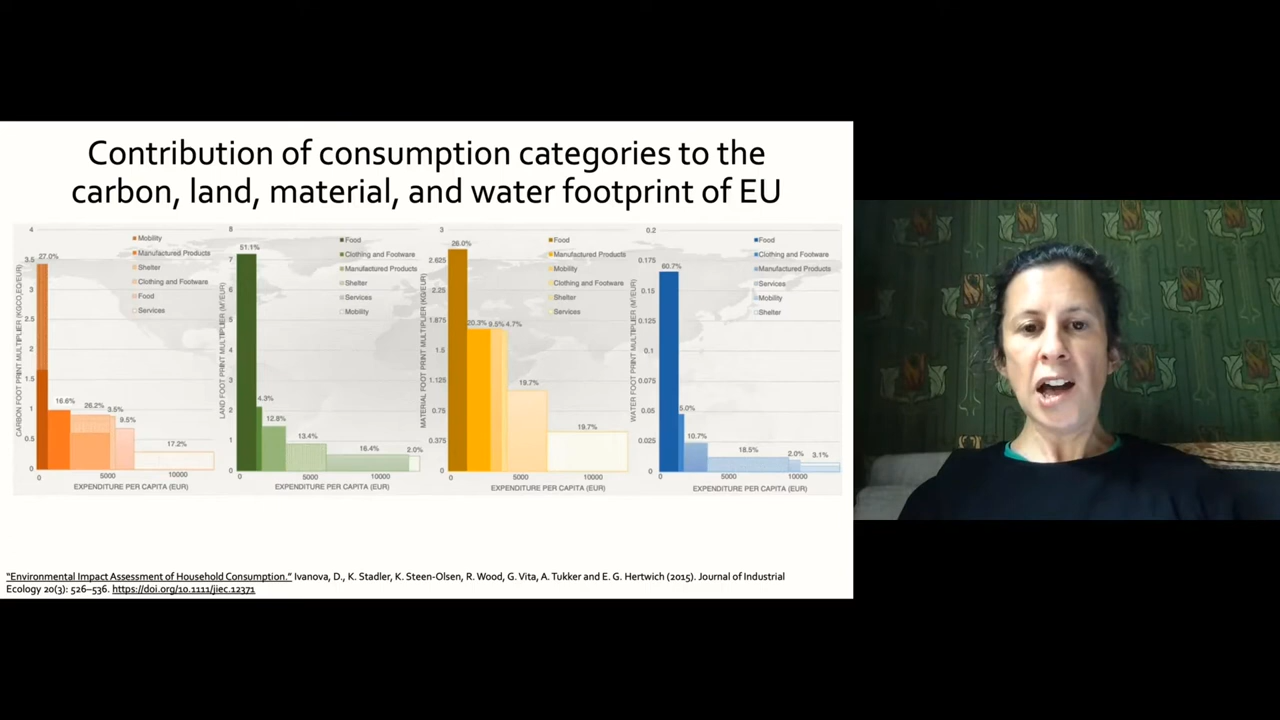 Contribution of consumption categories to the
carbon, land, material, and water footprint of EU
CARBON FOOT PRINT MULTIPLIER (KGCO2EQ/EUR)
4
3.5
3
2.5
2
1.5
1
0.5
0
27.0%
16.6%
26.2%
3.5%
9.5%
17.2%
Mobility
Manufactured Products
Shelter
Clothing and Footware
Food
Services
0
5000
10000
EXPENDITURE PER CAPITA (EUR)
LAND FOOT PRINT MULTIPLIER (M²/EUR)
8
7
6
5
4
3
2
1
0
51.1%
4.3%
12.8%
13.4%
16.4%
2.0%
Food
Clothing and Footware
Manufactured Products
Shelter
Services
Mobility
0
5000
10000
EXPENDITURE PER CAPITA (EUR)
MATERIAL FOOT PRINT MULTIPLIER (KG/EUR)
3
2.625
2.25
1.875
1.5
1.125
0.75
0.375
0
26.0%
20.3%
9.5%
4.7%
19.7%
19.7%
Food
Manufactured Products
Mobility
Clothing and Footware
Shelter
Services
0
5000
10000
EXPENDITURE PER CAPITA (EUR)
WATER FOOT PRINT MULTIPLIER (M³/EUR)
0.2
0.175
0.15
0.125
0.1
0.075
0.05
0.025
0
60.7%
5.0%
10.7%
18.5%
2.0%
3.1%
Food
Clothing and Footware
Manufactured Products
Services
Mobility
Shelter
0
5000
10000
EXPENDITURE PER CAPITA (EUR)
"Environmental Impact Assessment of Household Consumption." Ivanova, D., K. Stadler, K. Steen-Olsen, R. Wood, G. Vita, A. Tukker and E. G. Hertwich (2015). Journal of Industrial
Ecology 20(3): 526–536. https://doi.org/10.1111/jiec.12371